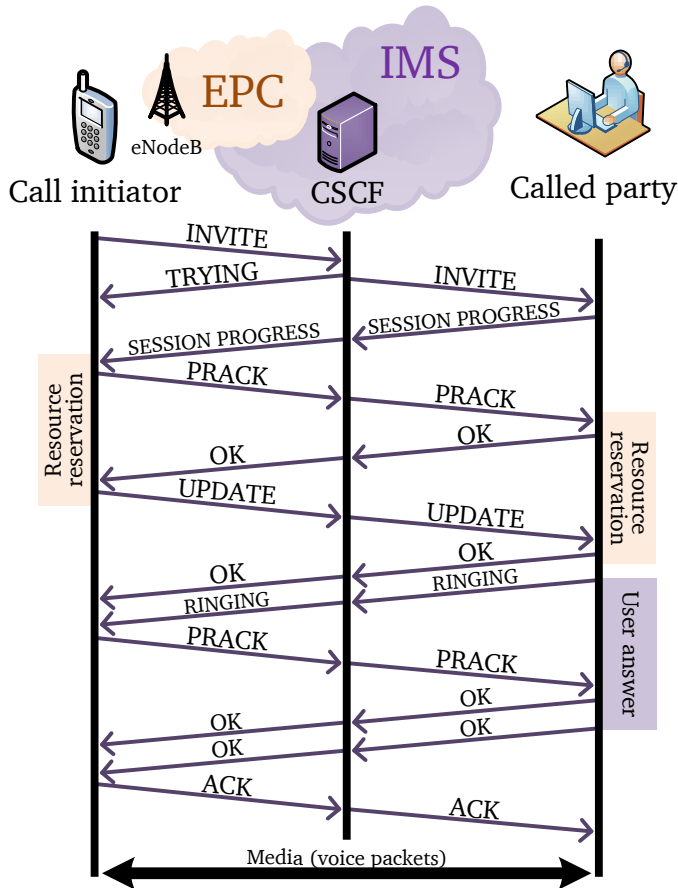 IMS
EPC
eNodeB
Call initiator
CSCF
Called party
INVITE
TRYING
INVITE
SESSION PROGRESS
SESSION PROGRESS
PRACK
PRACK
Resource
reservation
OK
OK
Resource
reservation
UPDATE
UPDATE
OK
OK
RINGING
RINGING
PRACK
PRACK
User answer
OK
OK
OK
OK
ACK
ACK
Media (voice packets)